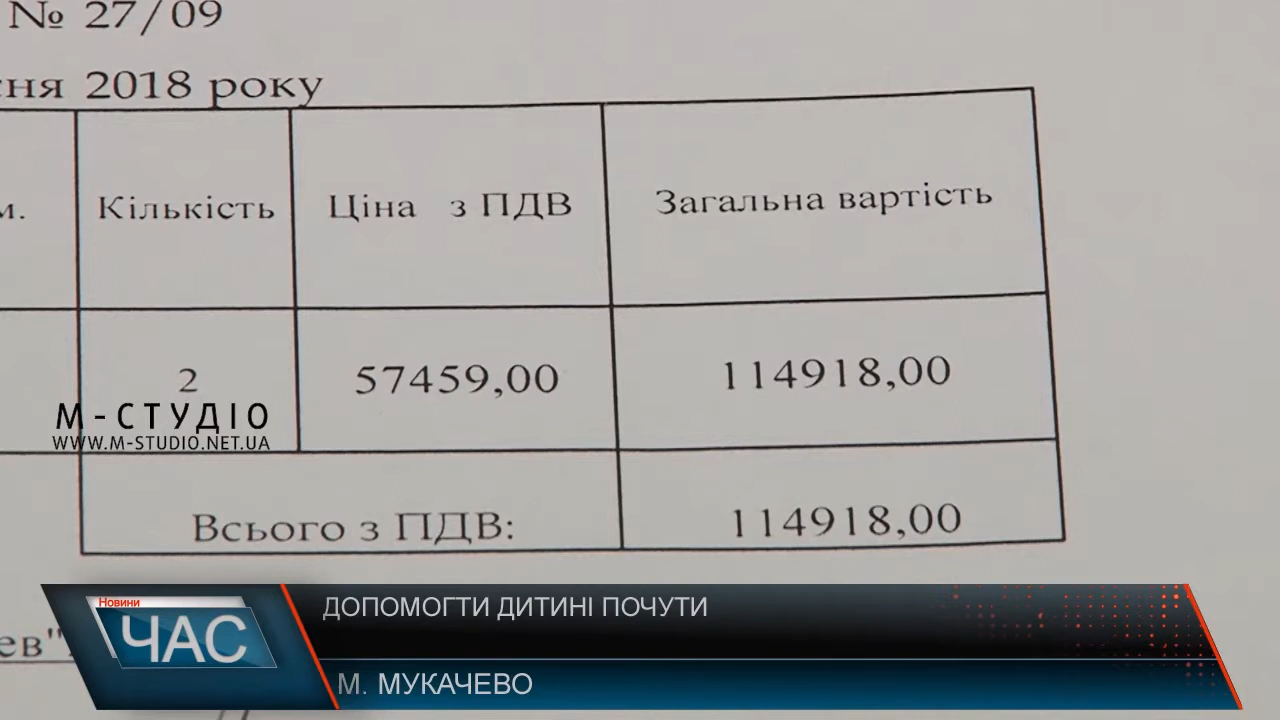 № 27/09
сня 2018 року
м. Кількість Ціна з ПДВ Загальна вартість
2 57459,00 114918,00
М-СТУДІО
WWW.M-STUDIO.NET.UA
Всього з ПДВ: 114918,00
ев"
Новини
ЧАС
ДОПОМОГТИ ДИТИНІ ПОЧУТИ
М. МУКАЧЕВО